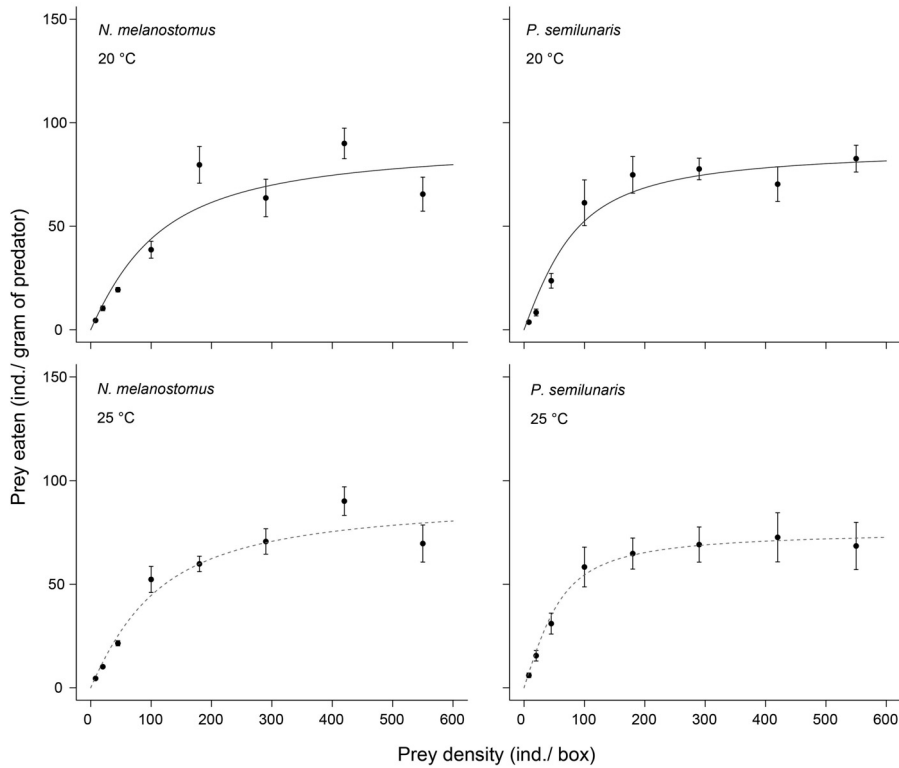 150
100
50
0
N. melanostomus
20 °C
P. semilunaris
20 °C
150
100
50
0
N. melanostomus
25 °C
P. semilunaris
25 °C
0 100 200 300 400 500 600
0 100 200 300 400 500 600
Prey eaten (ind./ gram of predator)
Prey density (ind./ box)